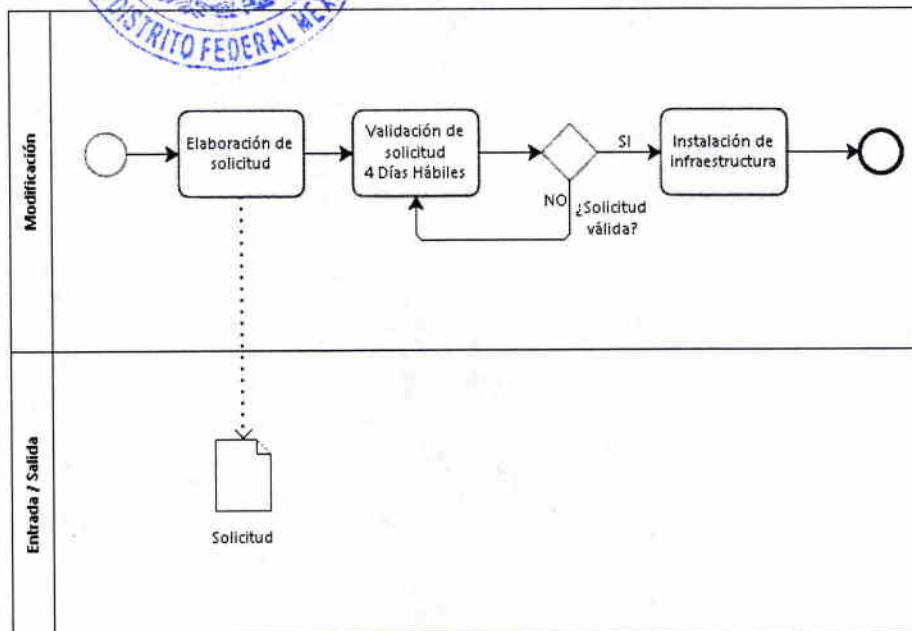 DISTRITO FEDERAL
Modificación
Elaboración de
solicitud
Validación de
solicitud
4 Días Hábiles
SI
NO
¿Solicitud
válida?
Instalación de
infraestructura
Entrada / Salida
Solicitud